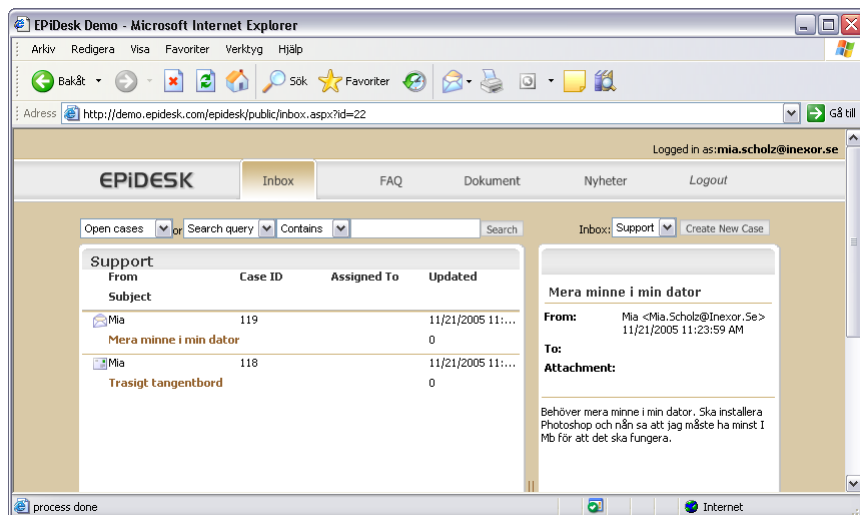 EPiDesk Demo - Microsoft Internet Explorer
Arkiv Redigera Visa Favoriter Verktyg Hjälp
Bakåt Sök Favoriter
Adress http://demo.epidesk.com/epidesk/public/inbox.aspx?id=22 Gå till
Logged in as:mia.scholz@inexor.se
EPiDESK Inbox FAQ Dokument Nyheter Logout
Open cases or Search query Contains Search Inbox: Support Create New Case
Support
From Case ID Assigned To Updated
Subject
Mia 119 11/21/2005 11:...
Mera minne i min dator 0
Mia 118 11/21/2005 11:...
Trasigt tangentbord 0
Mera minne i min dator
From: Mia <Mia.Scholz@Inexor.Se>
11/21/2005 11:23:59 AM
To:
Attachment:
Behöver mera minne i min dator. Ska installera
Photoshop och nån sa att jag måste ha minst I
Mb för att det ska fungera.
process done Internet